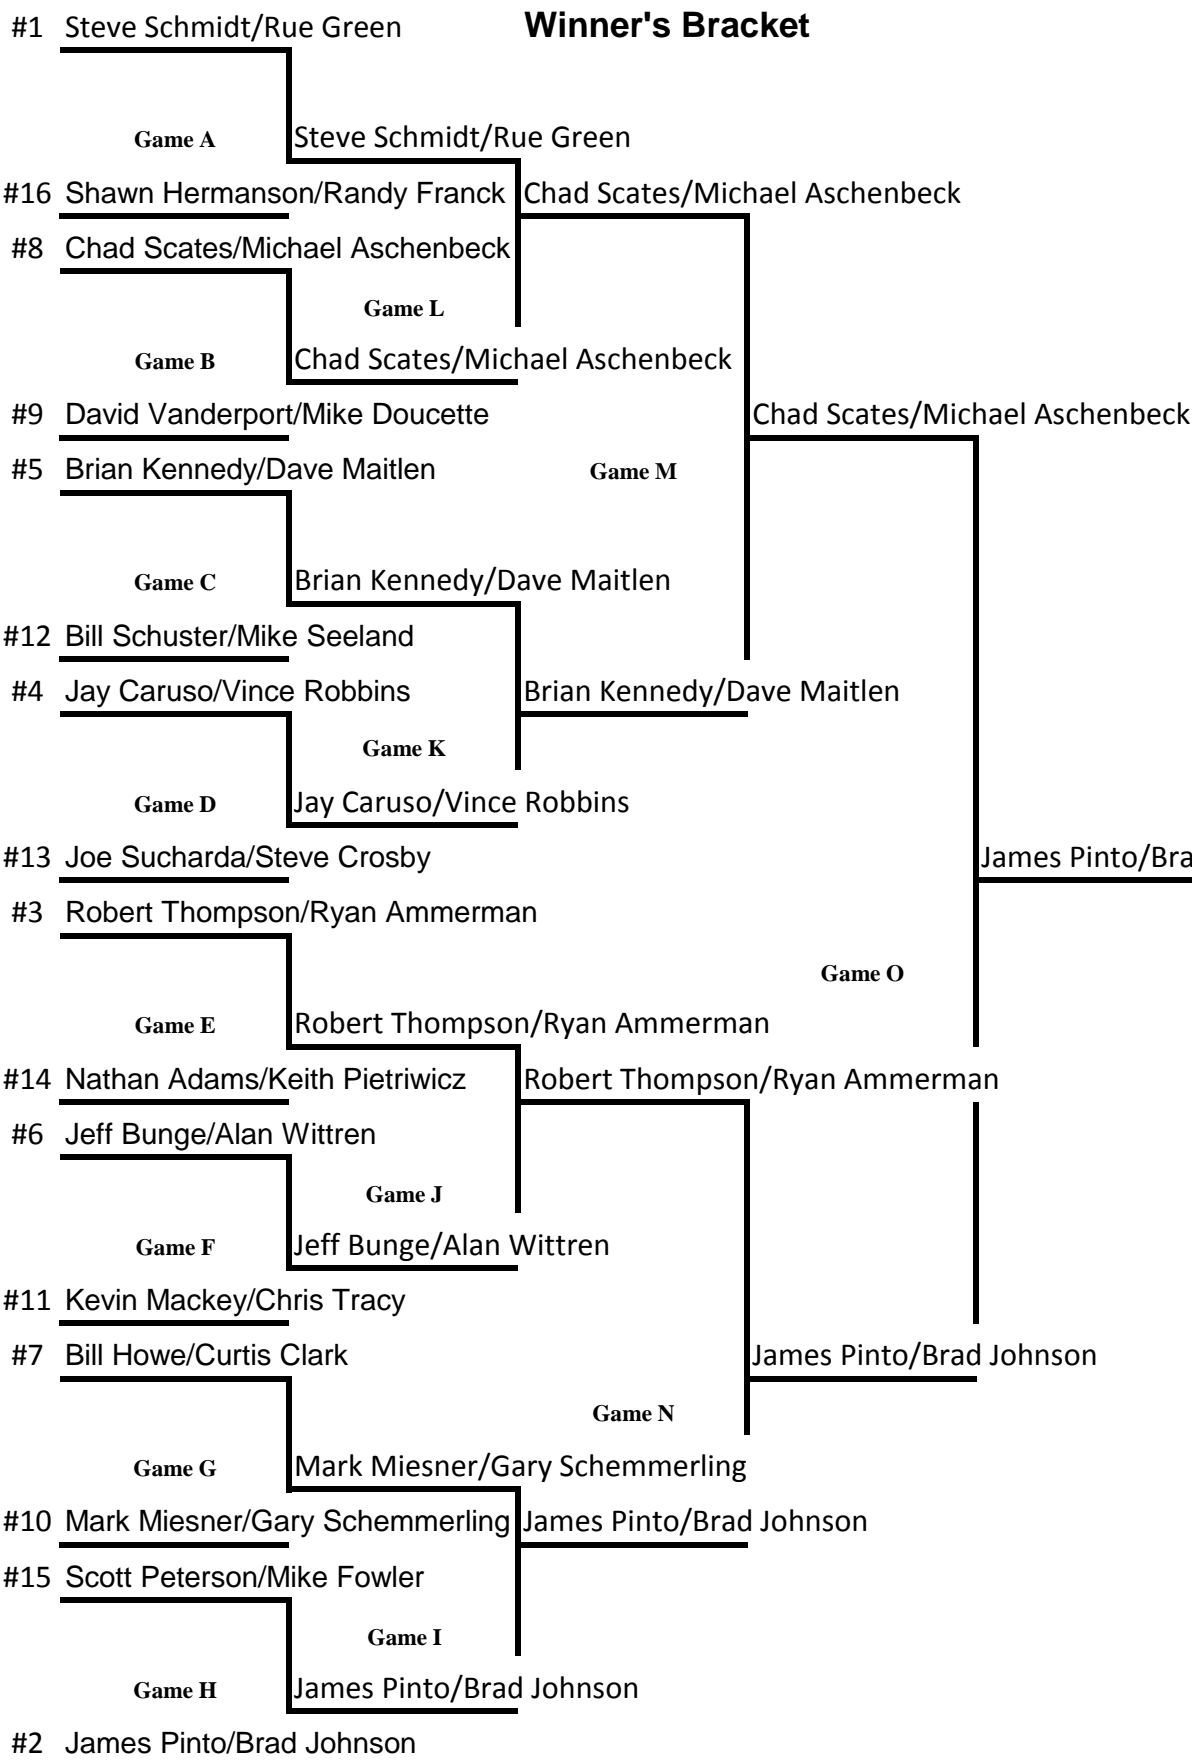 #1 Steve Schmidt/Rue Green Winner's Bracket
Game A Steve Schmidt/Rue Green
#16 Shawn Hermanson/Randy Franck Chad Scates/Michael Aschenbeck
#8 Chad Scates/Michael Aschenbeck
Game L
Game B Chad Scates/Michael Aschenbeck
#9 David Vanderport/Mike Doucette Chad Scates/Michael Aschenbeck
#5 Brian Kennedy/Dave Maitlen Game M
Game C Brian Kennedy/Dave Maitlen
#12 Bill Schuster/Mike Seeland
#4 Jay Caruso/Vince Robbins Brian Kennedy/Dave Maitlen
Game K
Game D Jay Caruso/Vince Robbins
#13 Joe Sucharda/Steve Crosby James Pinto/Bra
#3 Robert Thompson/Ryan Ammerman
Game O
Game E Robert Thompson/Ryan Ammerman
#14 Nathan Adams/Keith Pietriwicz Robert Thompson/Ryan Ammerman
#6 Jeff Bunge/Alan Wittren
Game J
Game F Jeff Bunge/Alan Wittren
#11 Kevin Mackey/Chris Tracy
#7 Bill Howe/Curtis Clark James Pinto/Brad Johnson
Game N
Game G Mark Miesner/Gary Schemmerling
#10 Mark Miesner/Gary Schemmerling James Pinto/Brad Johnson
#15 Scott Peterson/Mike Fowler
Game I
Game H James Pinto/Brad Johnson
#2 James Pinto/Brad Johnson